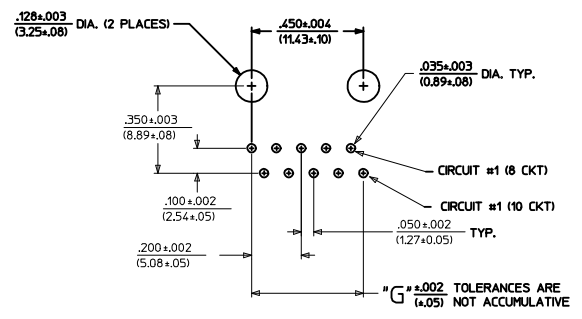 .128±.003
(3.25±.08)
DIA. (2 PLACES)
.450±.004
(11.43±.10)
.035±.003
(0.89±.08)
DIA. TYP.
.350±.003
(8.89±.08)
CIRCUIT #1 (8 CKT)
CIRCUIT #1 (10 CKT)
.100±.002
(2.54±.05)
.050±.002
(1.27±0.05)
TYP.
.200±.002
(5.08±.05)
"G" ±.002
(±.05)
TOLERANCES ARE
NOT ACCUMULATIVE